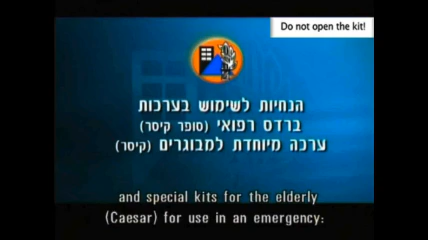 Do not open the kit!
הנחיות לשימוש בערכות
ברדס רפואי (סופר קיסר)
ערכה מיוחדת למבוגרים (קיסר)
and special kits for the elderly
(Caesar) for use in an emergency: